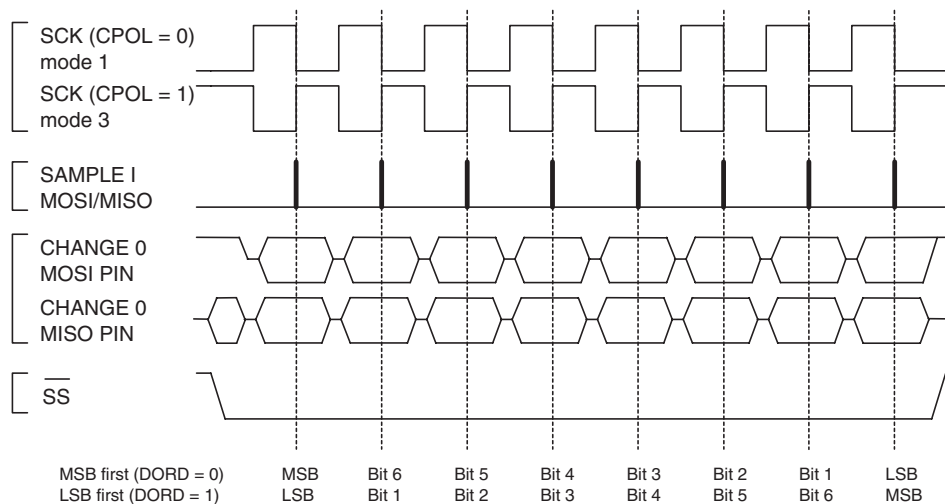 SCK (CPOL = 0)
mode 1
SCK (CPOL = 1)
mode 3
SAMPLE I
MOSI/MISO
CHANGE 0
MOSI PIN
CHANGE 0
MISO PIN
SS
MSB first (DORD = 0) MSB Bit 6 Bit 5 Bit 4 Bit 3 Bit 2 Bit 1 LSB
LSB first (DORD = 1) LSB Bit 1 Bit 2 Bit 3 Bit 4 Bit 5 Bit 6 MSB